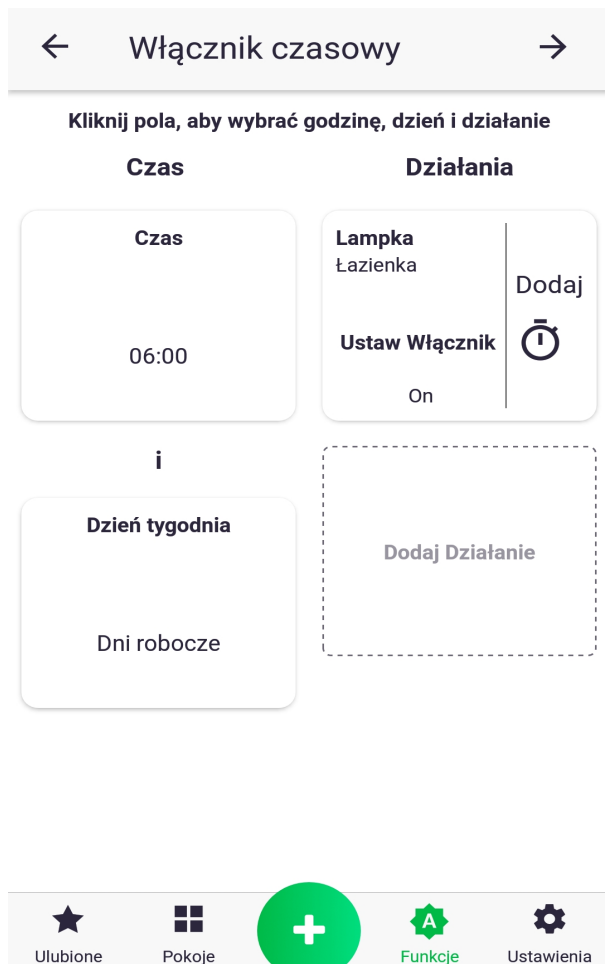 Włącznik czasowy
Kliknij pola, aby wybrać godzinę, dzień i działanie
Czas
Działania
Czas
06:00
Lampka
Łazienka
Ustaw Włącznik
On
Dodaj
i
Dzień tygodnia
Dni robocze
Dodaj Działanie
A
Ulubione
Pokoje
Funkcje
Ustawienia